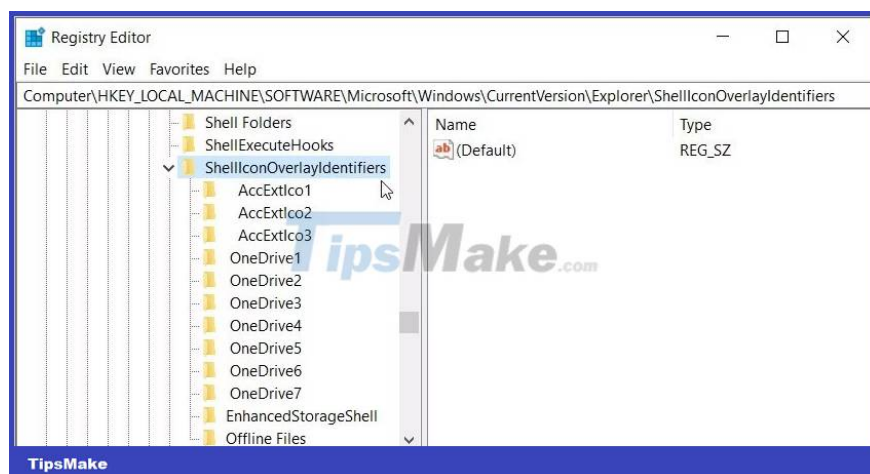 Registry Editor
File Edit View Favorites Help
Computer\HKEY_LOCAL_MACHINE\SOFTWARE\Microsoft\Windows\CurrentVersion\Explorer\ShellIconOverlayIdentifiers
Name Type
Shell Folders
ShellExecuteHooks
ShellIconOverlayIdentifiers
AccExtIco1
AccExtIco2
AccExtIco3
OneDrive1
OneDrive2
OneDrive3
OneDrive4
OneDrive5
OneDrive6
OneDrive7
EnhancedStorageShell
Offline Files
ab (Default) REG_SZ
TipsMake.com
TipsMake